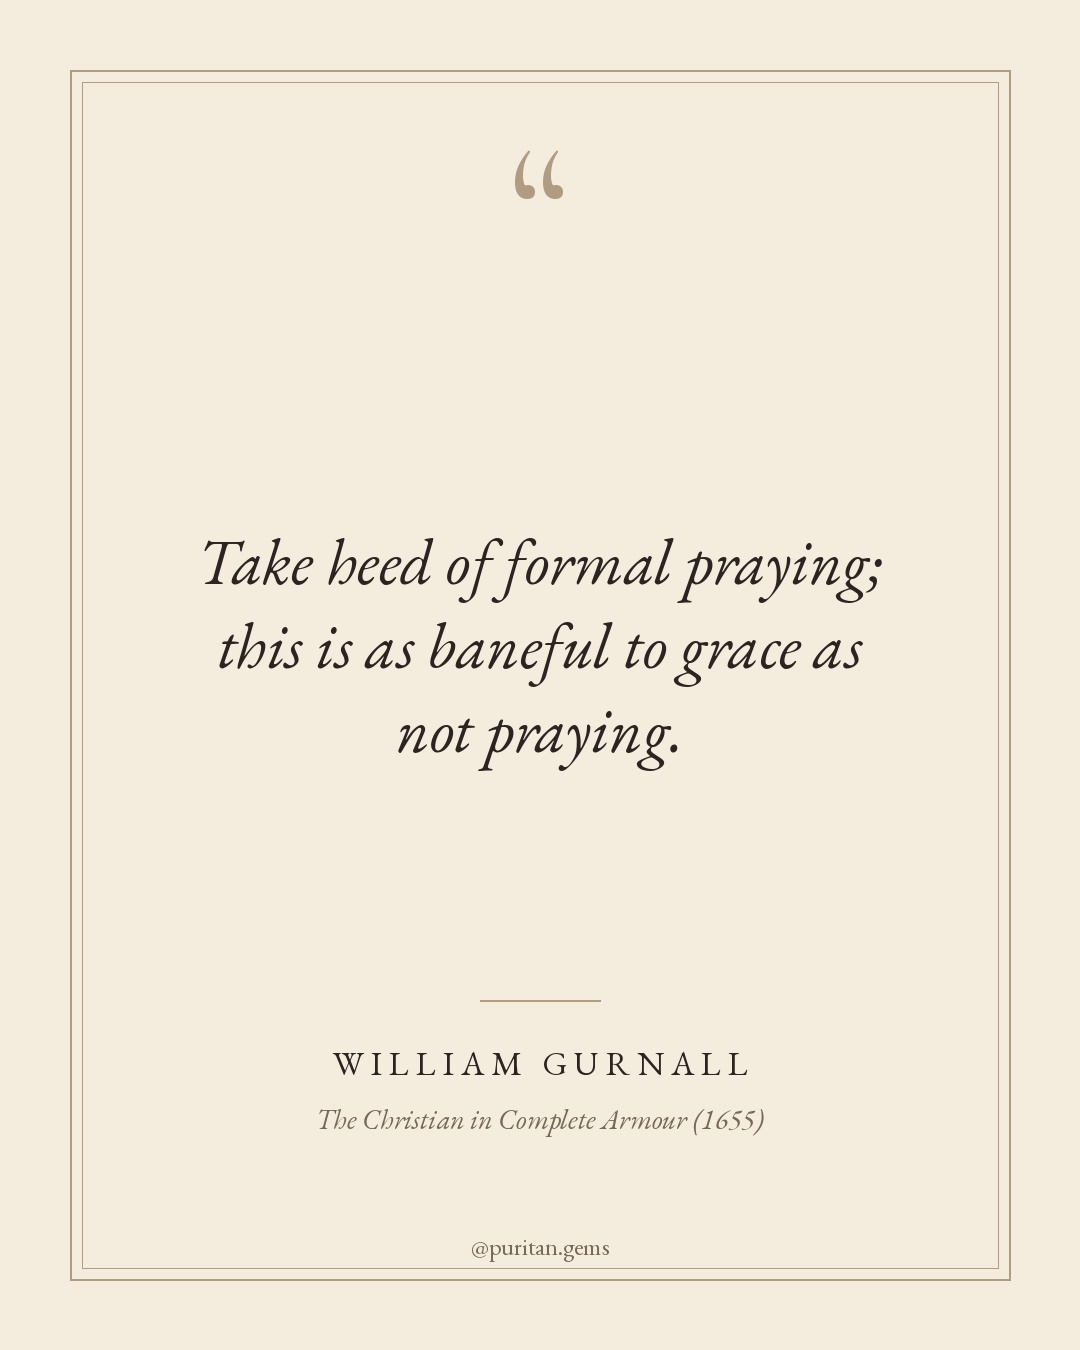 “
Take heed of formal praying;
this is as baneful to grace as
not praying.
WILLIAM GURNALL
The Christian in Complete Armour (1655)
@puritan.gems